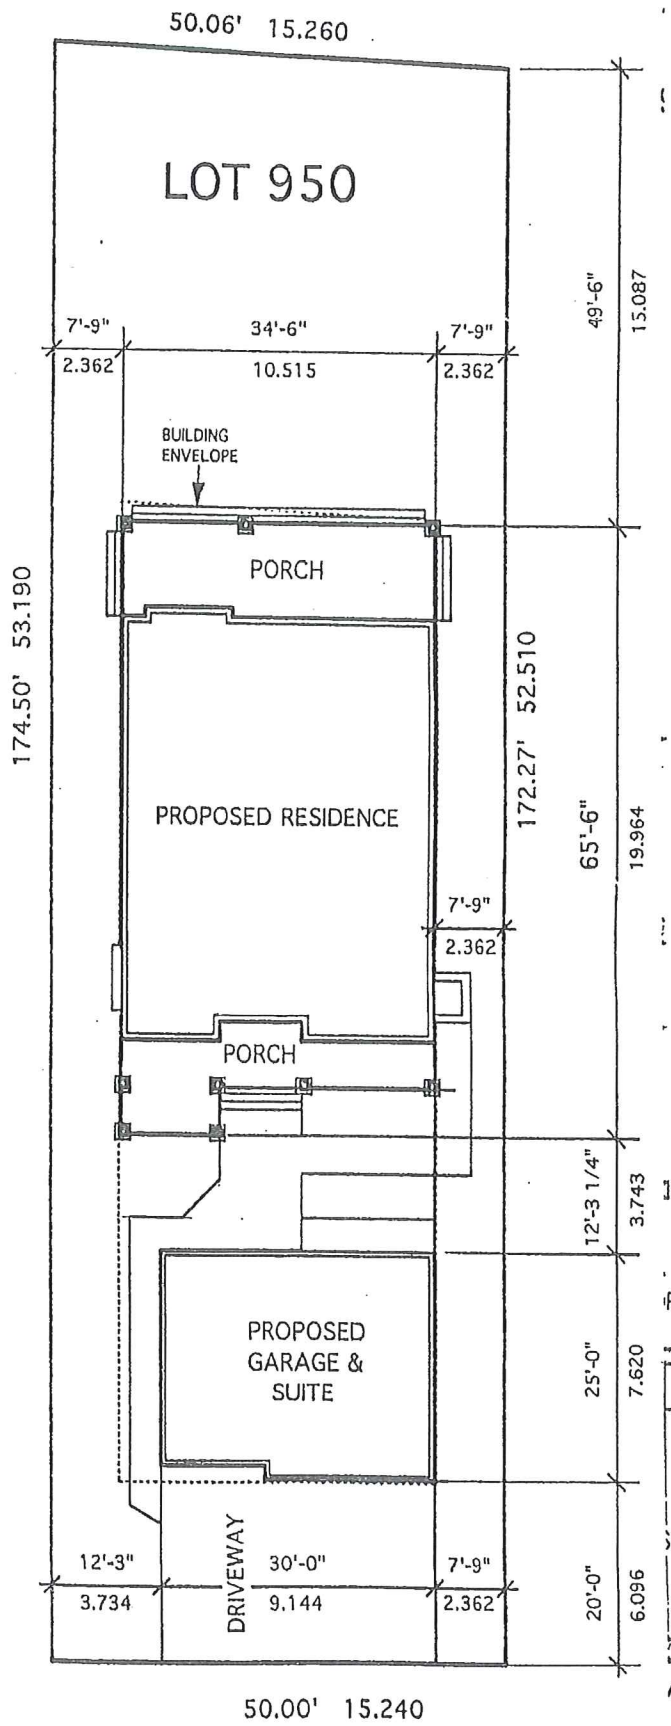 50.06' 15.260
LOT 950
7'-9"
34'-6"
7'-9"
2.362
10.515
2.362
49'-6"
15.087
BUILDING
ENVELOPE
PORCH
174.50' 53.190
172.27' 52.510
PROPOSED RESIDENCE
65'-6"
19.964
7'-9"
2.362
PORCH
12'-3 1/4"
3.743
PROPOSED
GARAGE &
SUITE
25'-0"
7.620
DRIVEWAY
12'-3"
30'-0"
7'-9"
3.734
9.144
2.362
20'-0"
6.096
50.00' 15.240